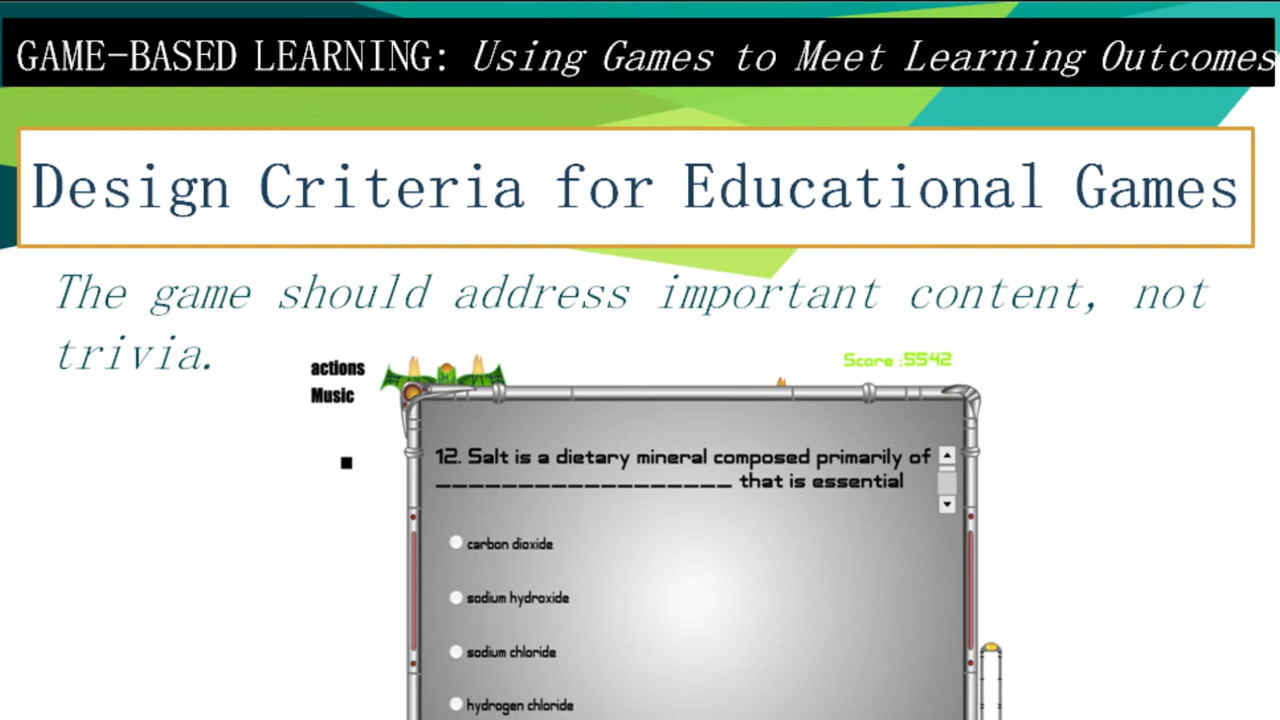 GAME-BASED LEARNING: Using Games to Meet Learning Outcomes
Design Criteria for Educational Games
The game should address important content, not
trivia.
actions
Music
Score :5542
12. Salt is a dietary mineral composed primarily of
__________________ that is essential
carbon dioxide
sodium hydroxide
sodium chloride
hydrogen chloride